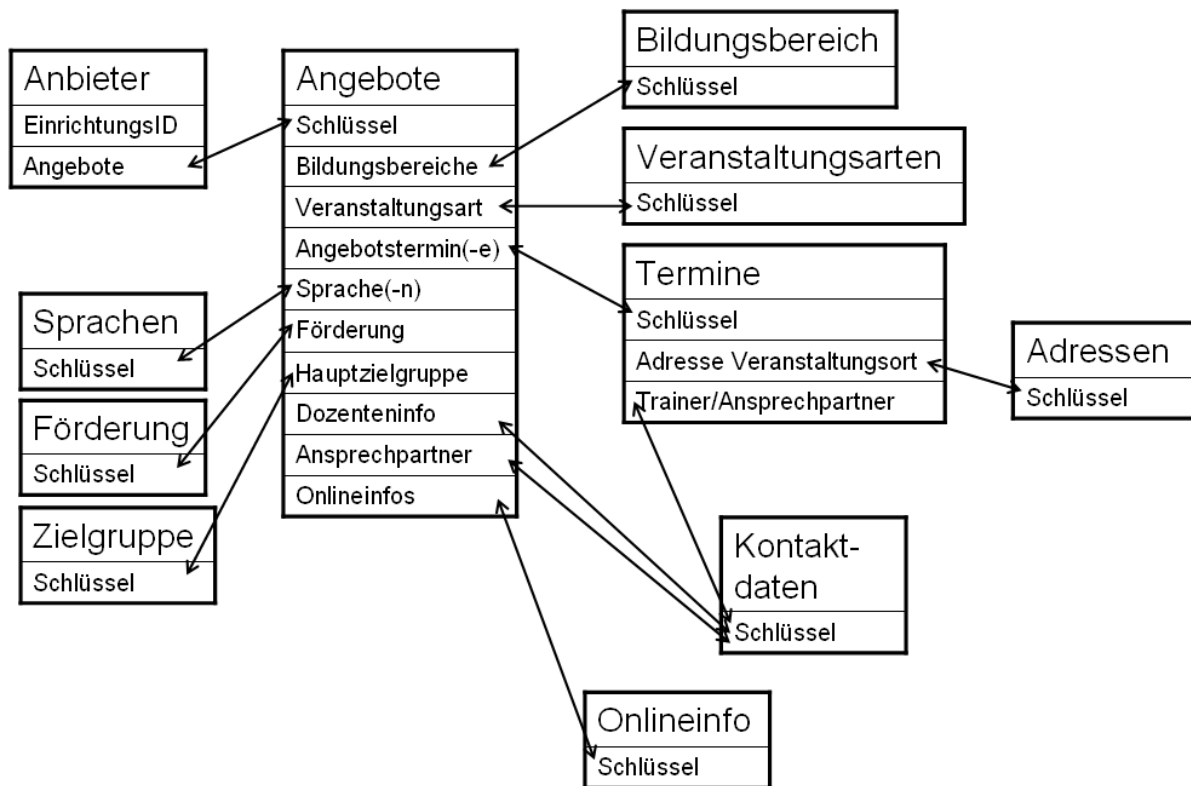 Anbieter
EinrichtungsID
Angebote
Angebote
Schlüssel
Bildungsbereiche
Veranstaltungsart
Angebotstermin(-e)
Sprache(-n)
Förderung
Hauptzielgruppe
Dozenteninfo
Ansprechpartner
Onlineinfos
Bildungsbereich
Schlüssel
Veranstaltungsarten
Schlüssel
Termine
Schlüssel
Adresse Veranstaltungsort
Trainer/Ansprechpartner
Adressen
Schlüssel
Sprachen
Schlüssel
Förderung
Schlüssel
Zielgruppe
Schlüssel
Kontakt-
daten
Schlüssel
Onlineinfo
Schlüssel